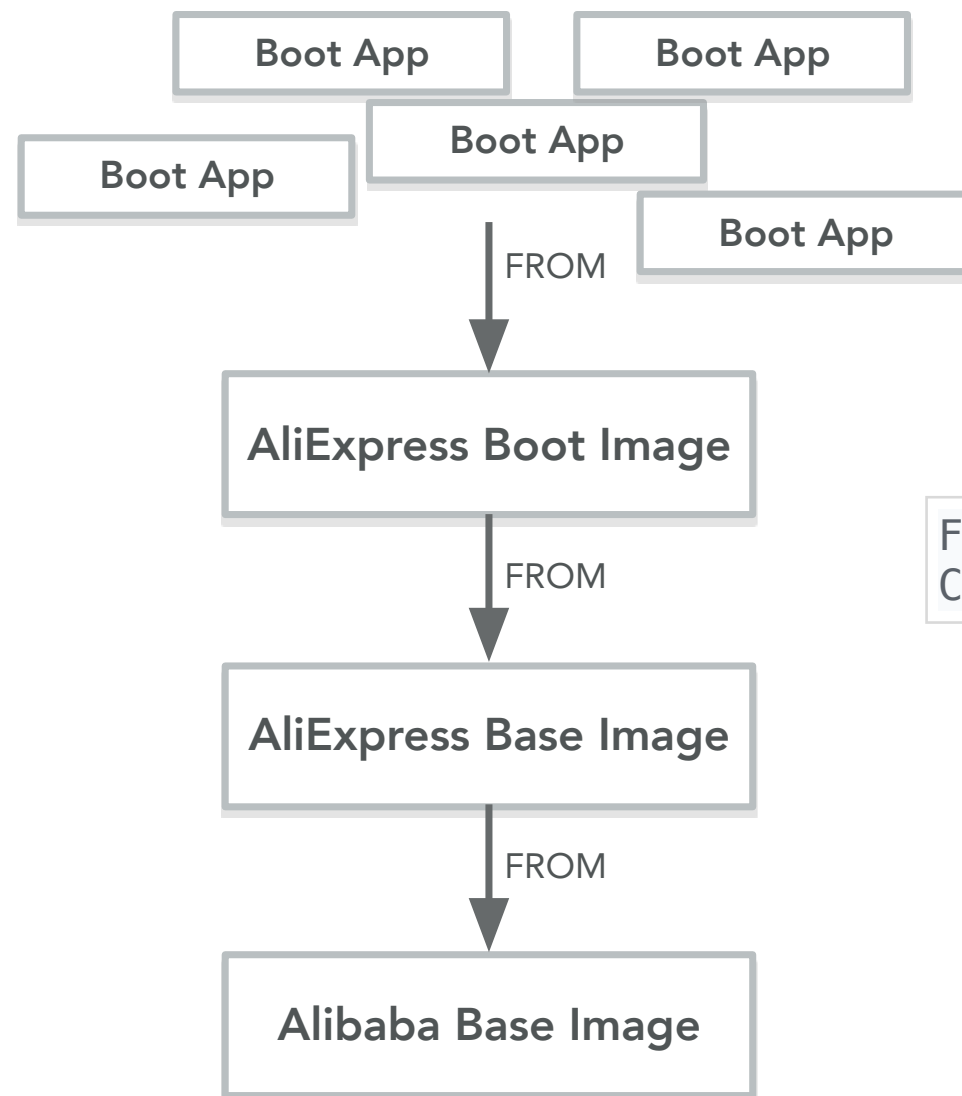 Boot App
Boot App
Boot App
Boot App
Boot App
FROM
AliExpress Boot Image
F
C
FROM
AliExpress Base Image
FROM
Alibaba Base Image